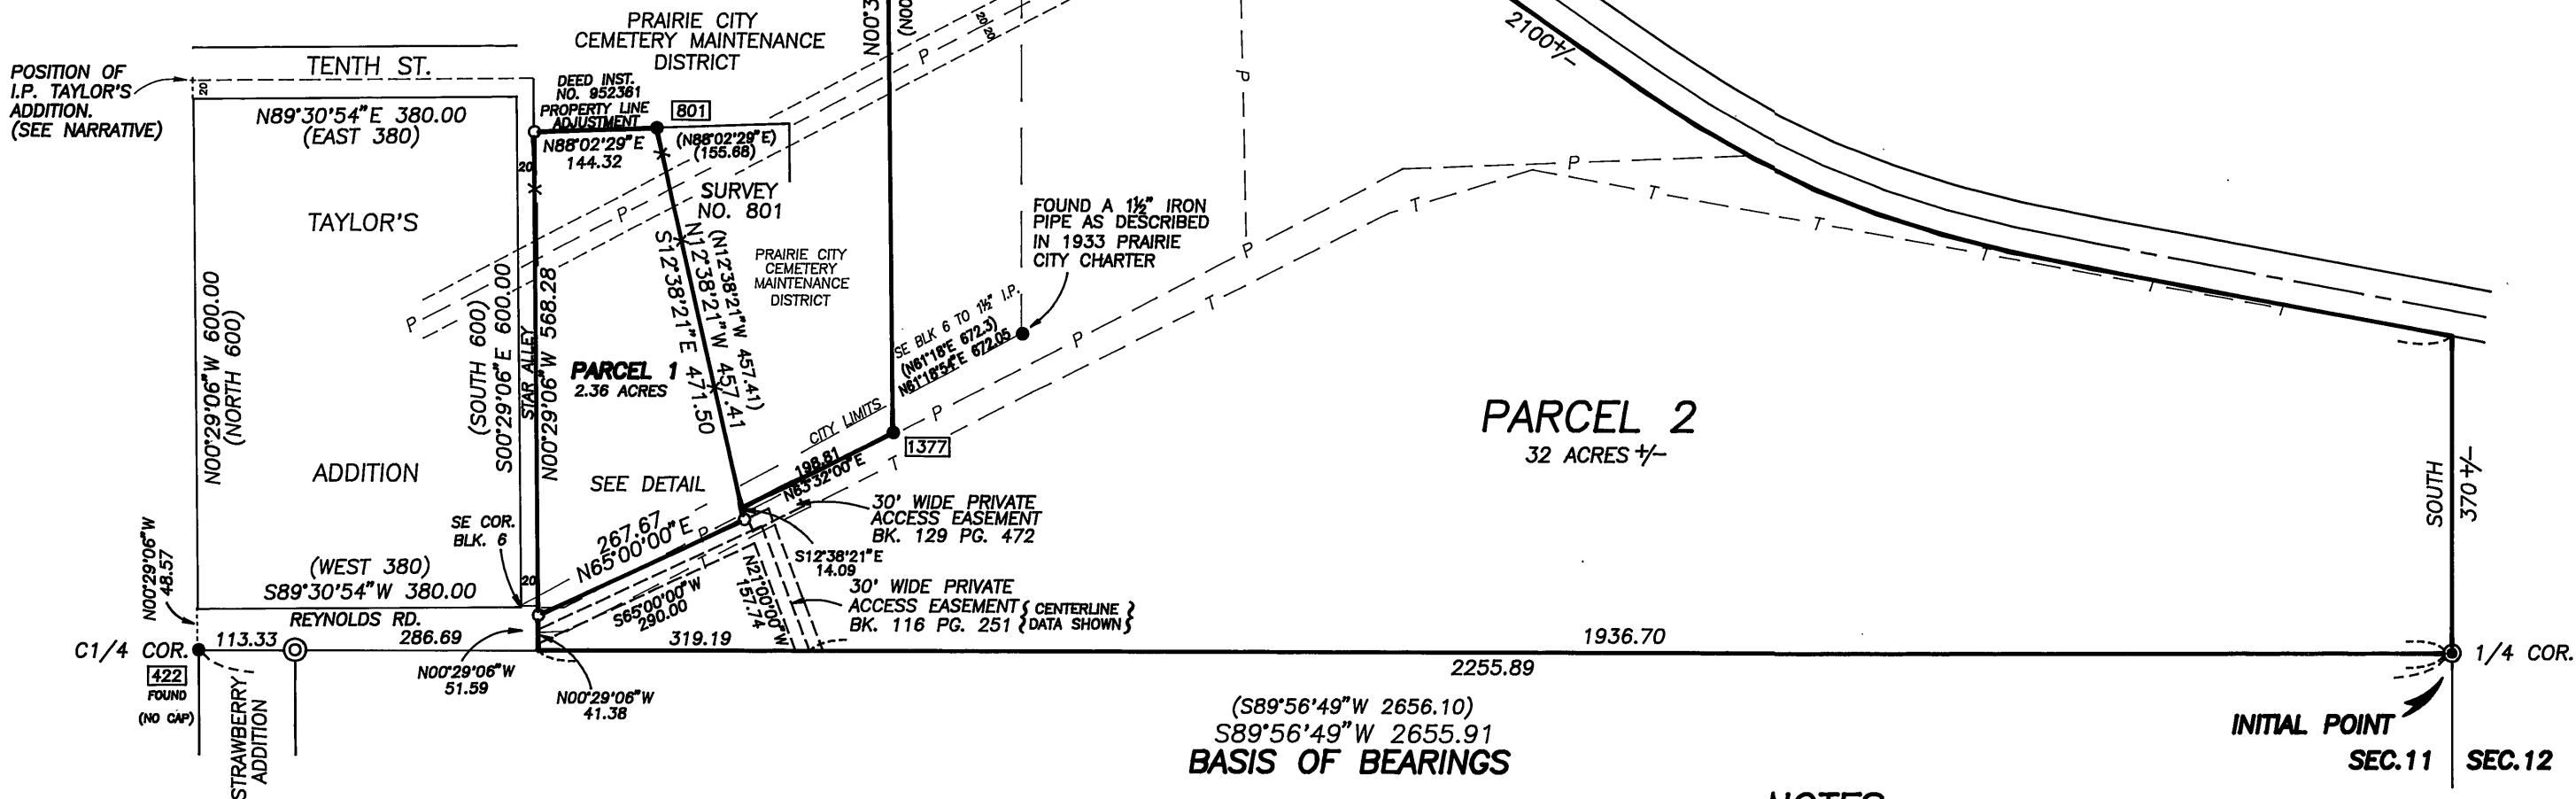 PRAIRIE CITY
CEMETERY MAINTENANCE
DISTRICT
N00°3
(N00
20
20
P
P
2100+/-
POSITION OF
I.P. TAYLOR'S
ADDITION.
(SEE NARRATIVE)
20
TENTH ST.
N89°30'54"E 380.00
(EAST 380)
DEED INST.
NO. 952361
PROPERTY LINE
ADJUSTMENT
801
N88°02'29"E
144.32
(N88°02'29"E)
(155.68)
20
TAYLOR'S
SURVEY
NO. 801
P
P
P
T
T
T
T
T
T
FOUND A 1½" IRON
PIPE AS DESCRIBED
IN 1933 PRAIRIE
CITY CHARTER
PRAIRIE CITY
CEMETERY
MAINTENANCE
DISTRICT
N00°29'06"W 600.00
(NORTH 600)
(SOUTH 600)
S00°29'06"E 600.00
STAR ALLEY
N00°29'06"W 568.28
S12°38'21"E 471.50
N12°38'21"W 457.41
(N12°38'21"W 457.41)
P
P
P
T
PARCEL 1
2.36 ACRES
SE BLK 6 TO 1½" I.P.
(N61°18'E 672.3)
N61°18'54"E 672.05
CITY LIMITS
P
T
1377
198.81
N63°32'00"E
PARCEL 2
32 ACRES +/-
SOUTH
370+/-
ADDITION
SEE DETAIL
SE COR.
BLK. 6
267.67
N65°00'00"E
P
T
30' WIDE PRIVATE
ACCESS EASEMENT
BK. 129 PG. 472
S12°38'21"E
14.09
30' WIDE PRIVATE
ACCESS EASEMENT
BK. 116 PG. 251
{ CENTERLINE }
{ DATA SHOWN }
(WEST 380)
S89°30'54"W 380.00
20
N00°29'06"W
48.57
S65°00'00"W
290.00
N21°00'00"W
157.74
REYNOLDS RD.
C1/4 COR.
113.33
286.69
319.19
1936.70
2255.89
1/4 COR.
422
FOUND
(NO CAP)
STRAWBERRY
ADDITION
N00°29'06"W
51.59
N00°29'06"W
41.38
(S89°56'49"W 2656.10)
S89°56'49"W 2655.91
BASIS OF BEARINGS
INITIAL POINT
SEC.11
SEC.12
NOTES